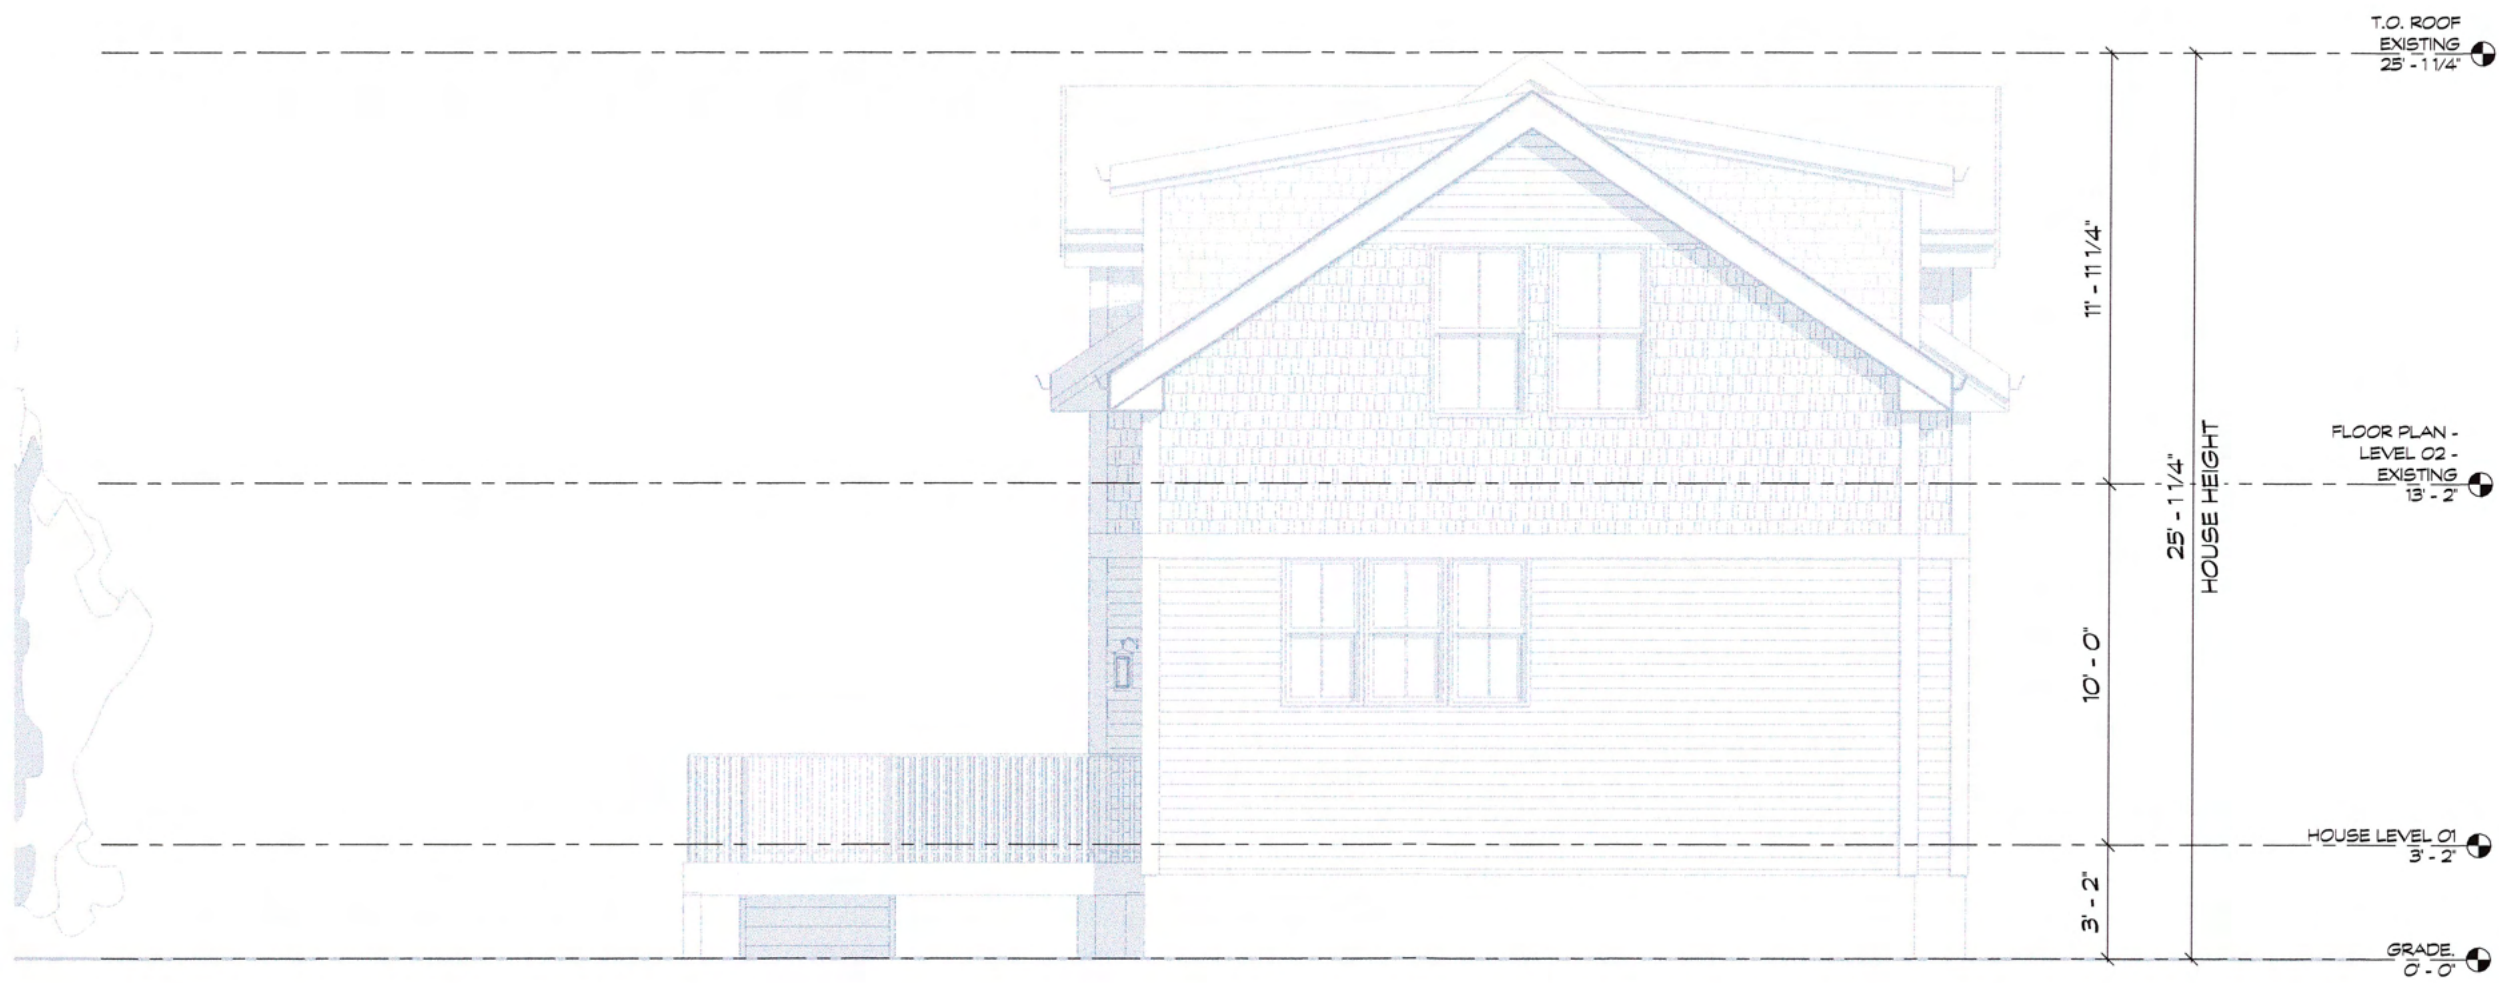 T.O. ROOF
EXISTING
25' - 1 1/4"
11' - 11 1/4"
FLOOR PLAN -
LEVEL 02 -
EXISTING
13' - 2"
25' - 1 1/4"
HOUSE HEIGHT
10' - 0"
HOUSE LEVEL 01
3' - 2"
3' - 2"
GRADE.
0' - 0"